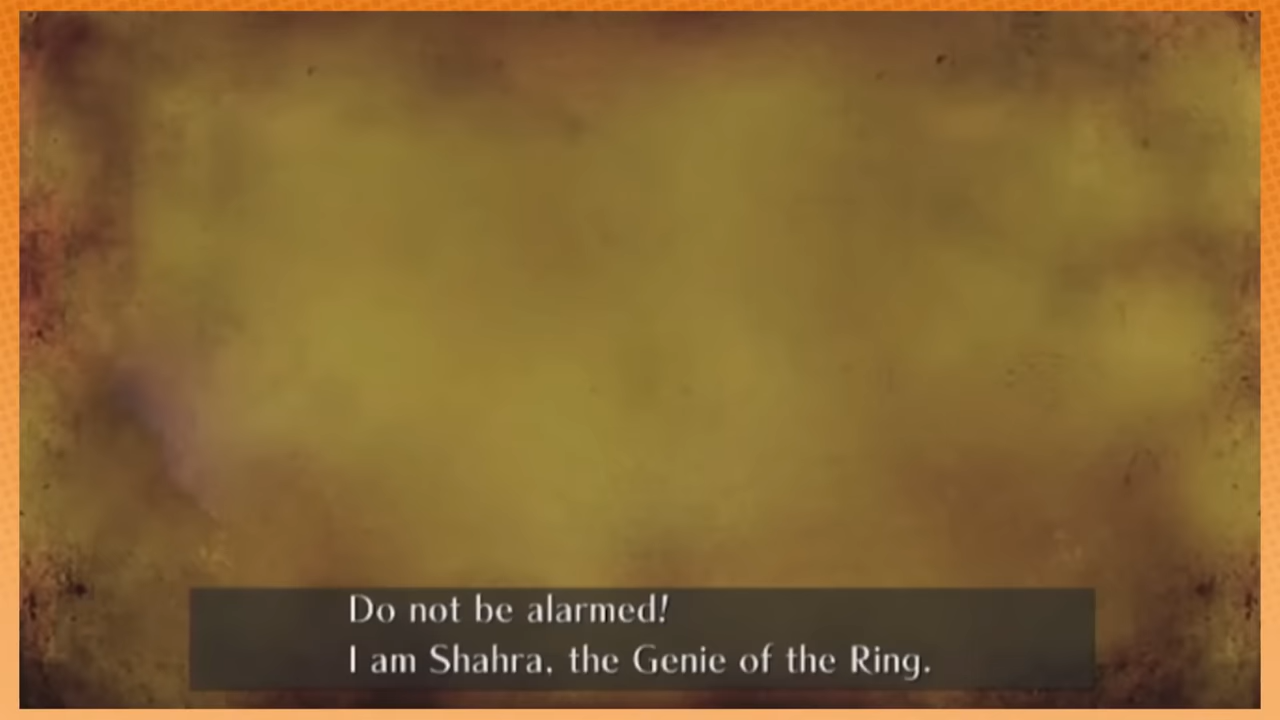 Do not be alarmed!
I am Shahra, the Genie of the Ring.